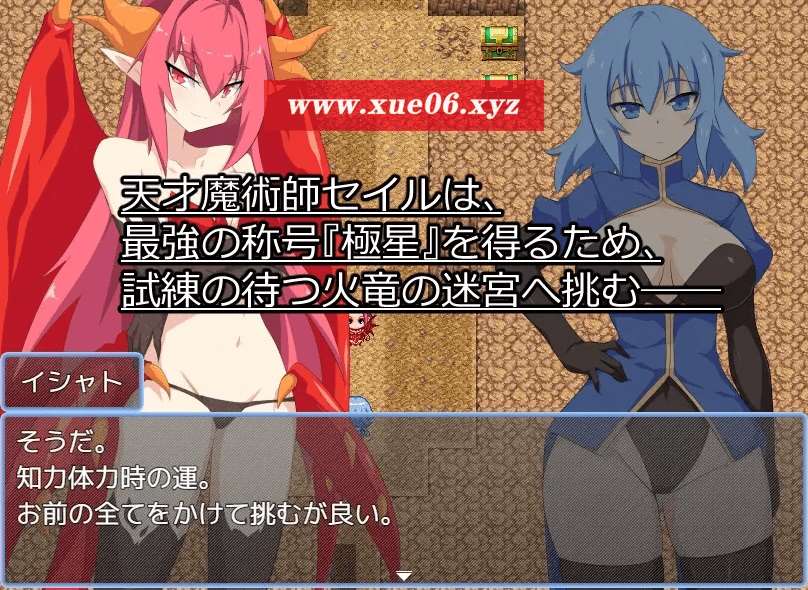 www.xue06.xyz
天才魔術師セイルは、
最強の称号『極星』を得るため、
試練の待つ火竜の迷宮へ挑む――
イシャト
そうだ。
知力体力時の運。
お前の全てをかけて挑むが良い。